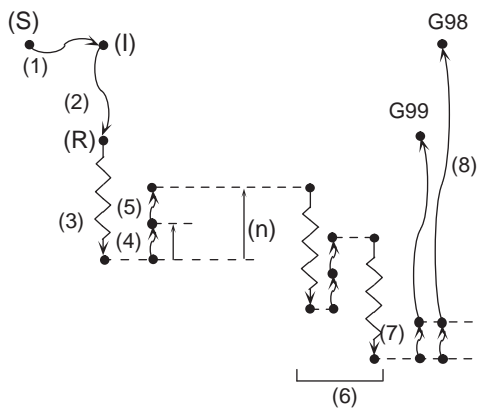 (S)
G98
(I)
(1)
(2)
G99
(R)
(8)
(5)
(3)
(n)
(4)
(7)
(6)